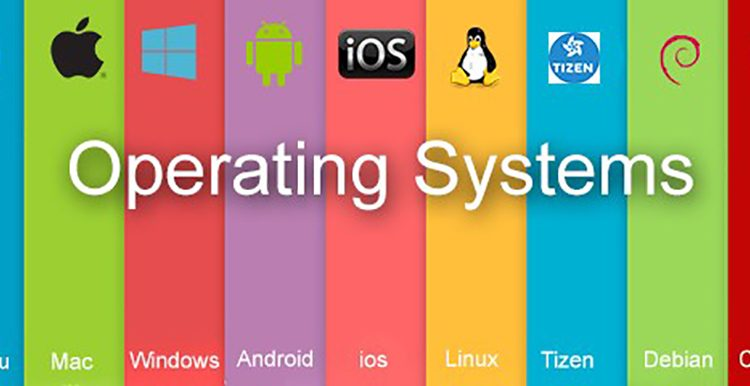 iOS
TIZEN
Operating Systems
u Mac Windows Android ios Linux Tizen Debian